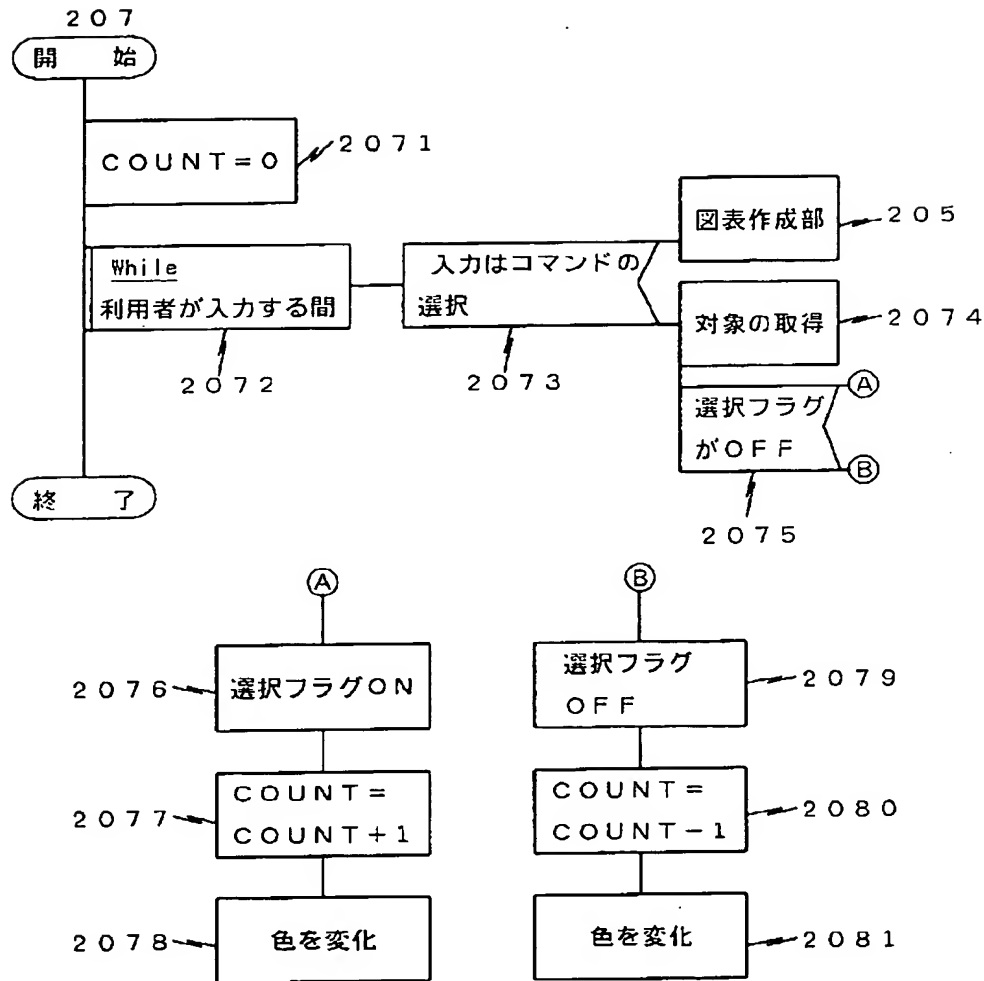 207
開 始
COUNT=0
2071
While
利用者が入力する間
2072
入力はコマンドの
選択
2073
図表作成部
205
対象の取得
2074
選択フラグ
がOFF
2075
A
B
A
2076
選択フラグON
2077
COUNT=
COUNT+1
2078
色を変化
B
選択フラグ
OFF
2079
COUNT=
COUNT-1
2080
色を変化
2081
終 了